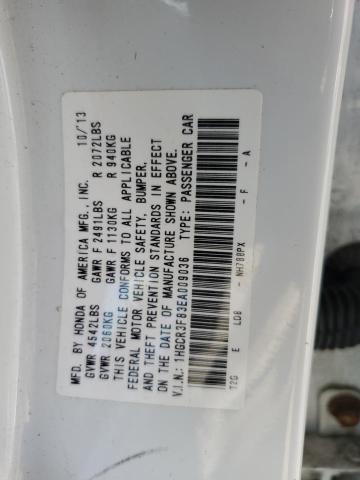 MFD. BY HONDA OF AMERICA MFG., INC. 10/13
GVWR 4542LBS GAWR F 2491LBS R 2072LBS
GVWR 2060KG GAWR F 1130KG R 940KG
THIS VEHICLE CONFORMS TO ALL APPLICABLE
FEDERAL MOTOR VEHICLE SAFETY, BUMPER,
AND THEFT PREVENTION STANDARDS IN EFFECT
ON THE DATE OF MANUFACTURE SHOWN ABOVE.
V.I.N.: 1HGCR3F83EA009036 TYPE: PASSENGER CAR
T2G E LD8 - NH788PX - F - A